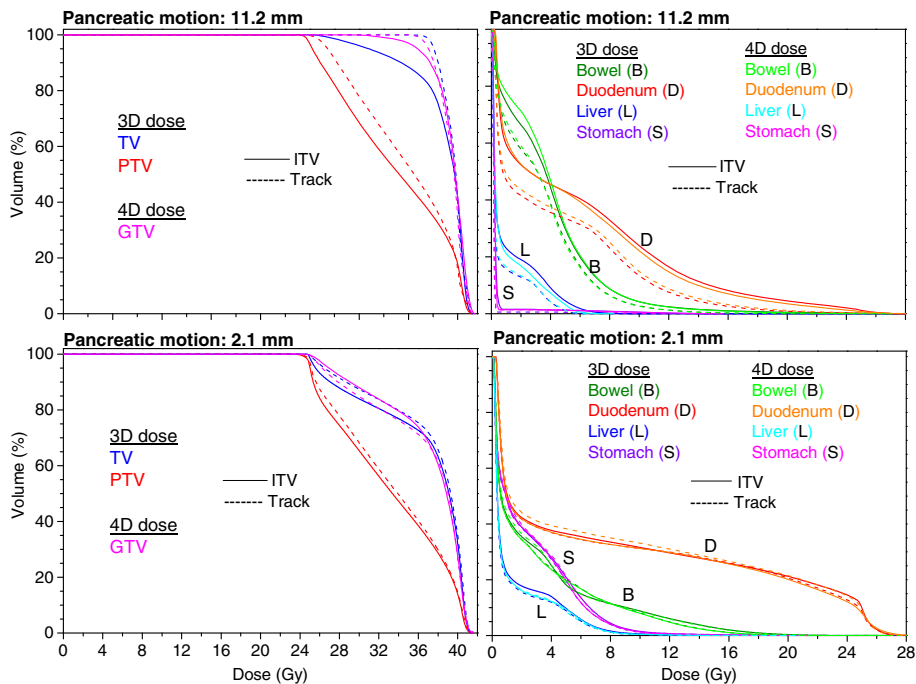 Pancreatic motion: 11.2 mm
100
80
60
40
20
0
Volume (%)
3D dose
TV
PTV
4D dose
GTV
ITV
Track
Pancreatic motion: 11.2 mm
3D dose
Bowel (B)
Duodenum (D)
Liver (L)
Stomach (S)
4D dose
Bowel (B)
Duodenum (D)
Liver (L)
Stomach (S)
ITV
Track
L
S
B
D
Pancreatic motion: 2.1 mm
100
80
60
40
20
0
Volume (%)
3D dose
TV
PTV
4D dose
GTV
ITV
Track
0 4 8 12 16 20 24 28 32 36 40
Dose (Gy)
Pancreatic motion: 2.1 mm
3D dose
Bowel (B)
Duodenum (D)
Liver (L)
Stomach (S)
4D dose
Bowel (B)
Duodenum (D)
Liver (L)
Stomach (S)
ITV
Track
D
S
B
L
0 4 8 12 16 20 24 28
Dose (Gy)